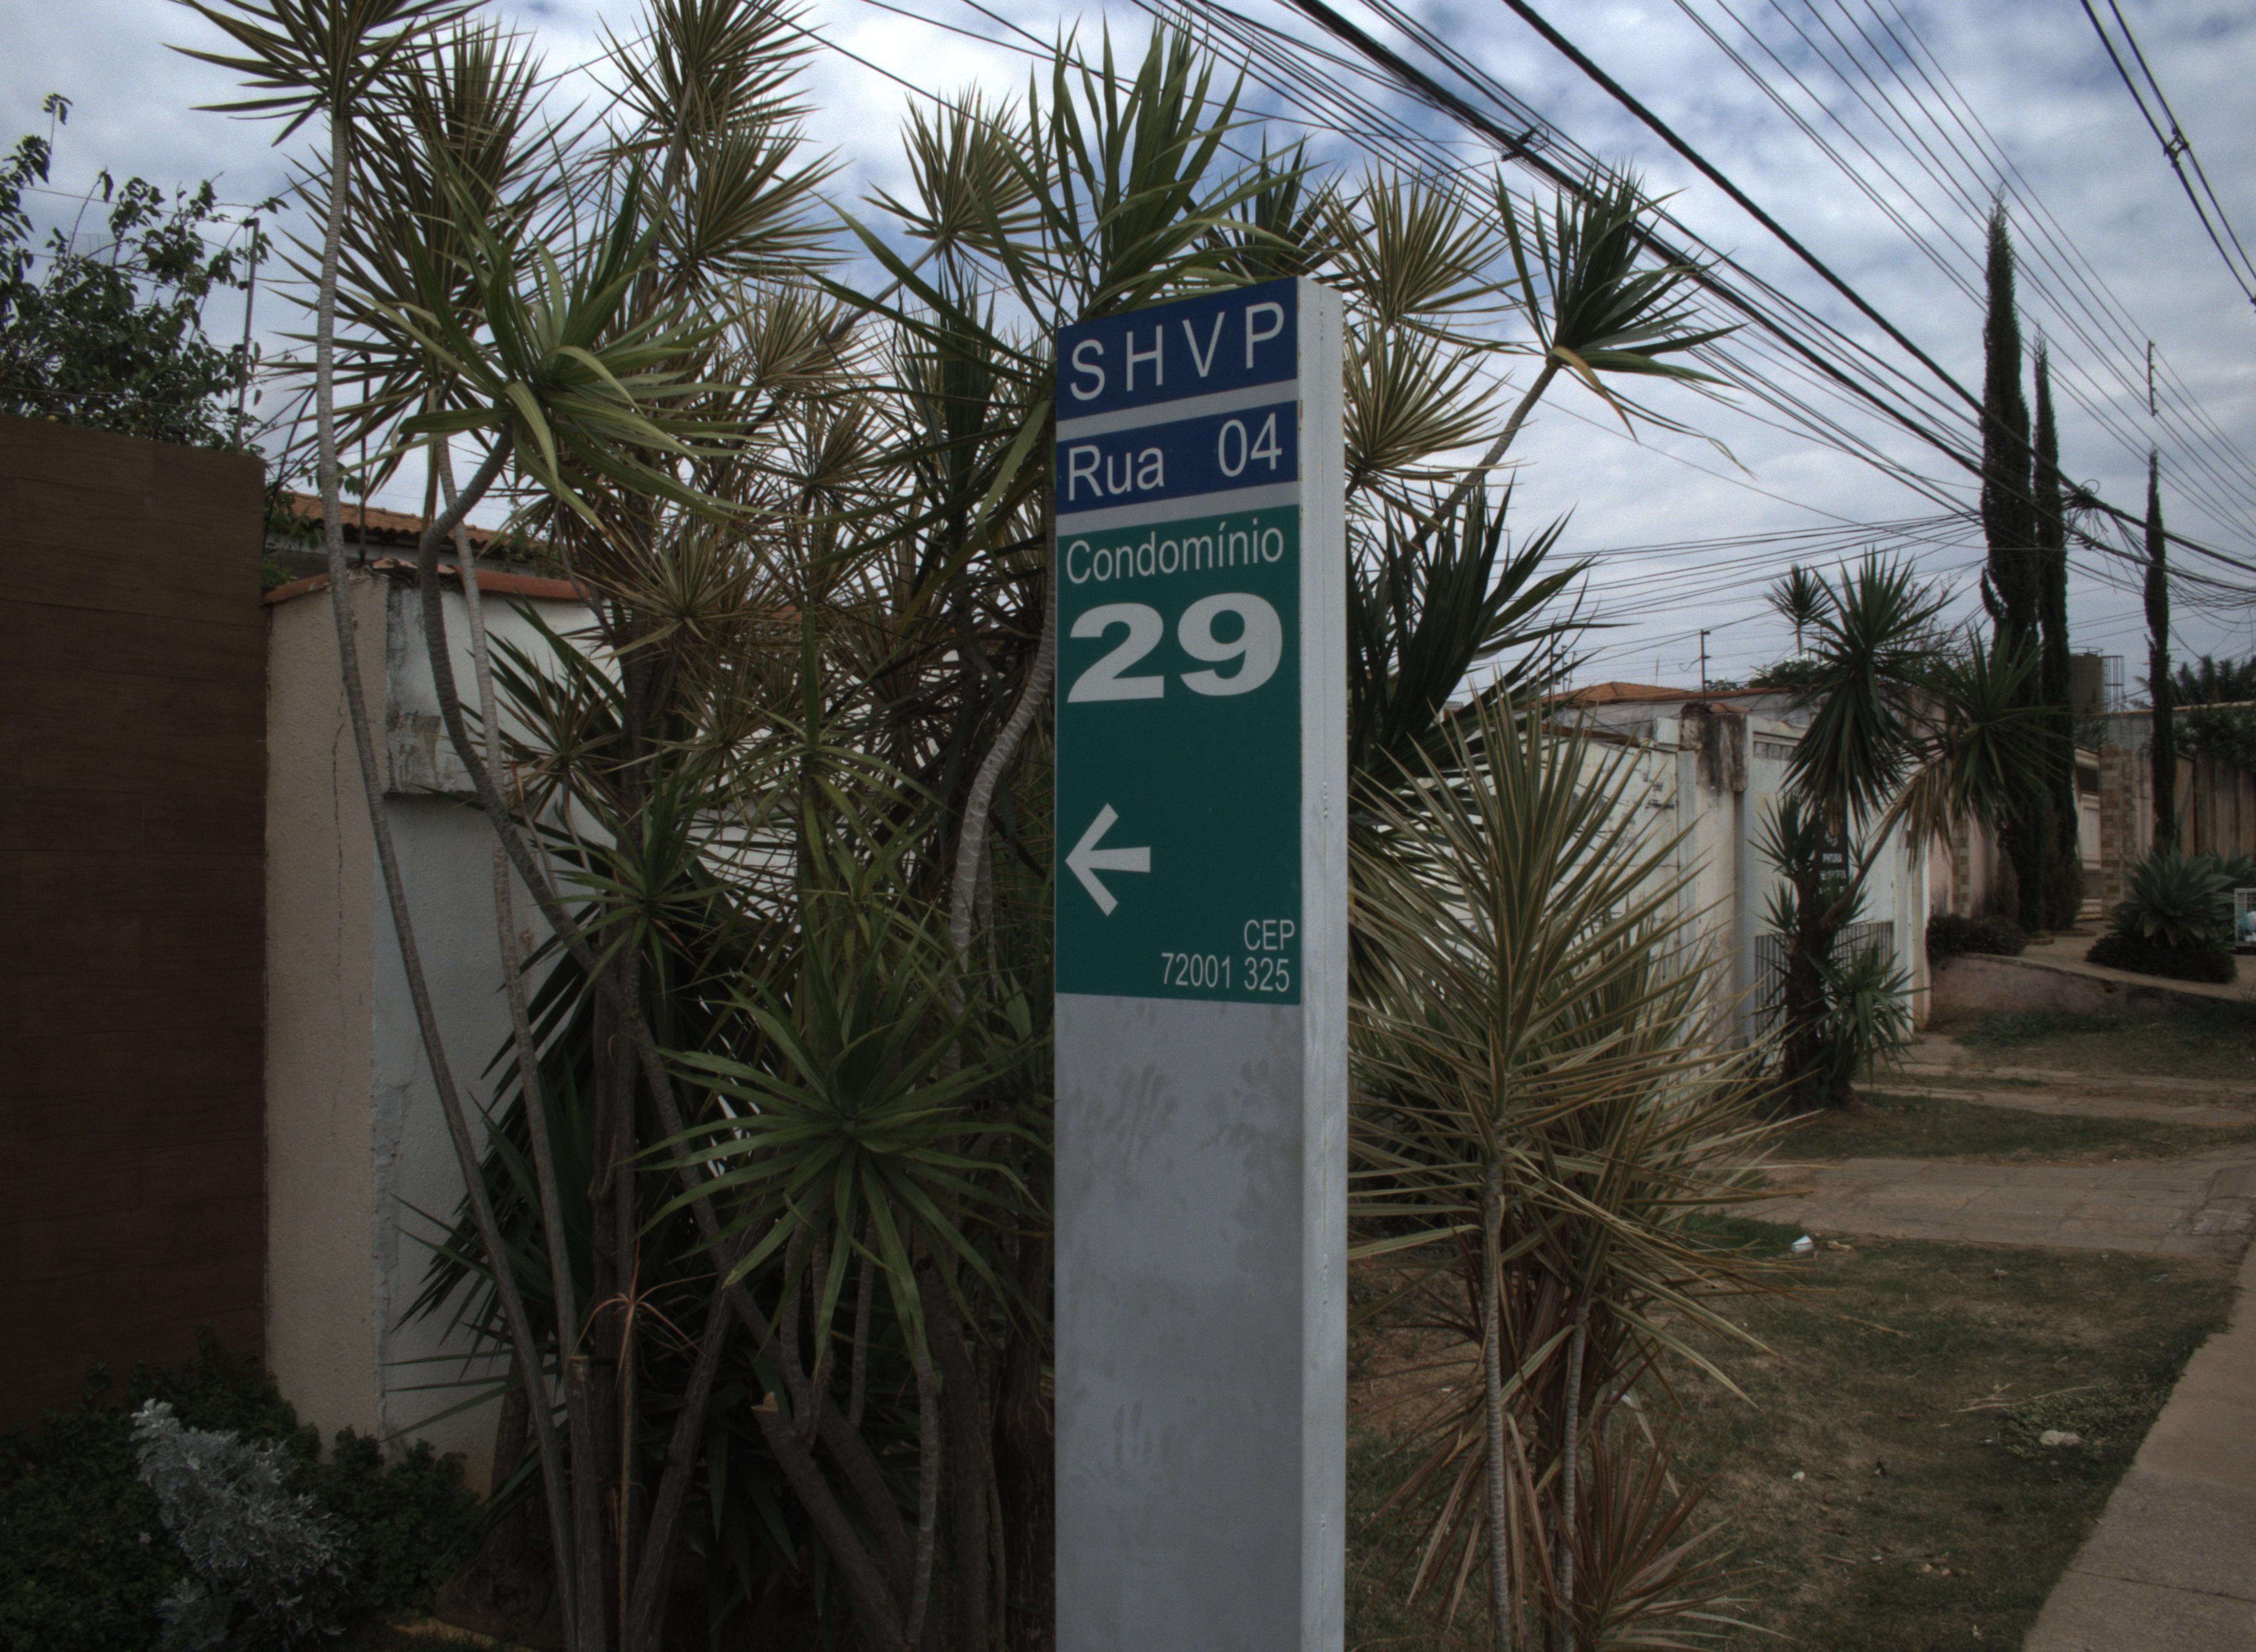 SHVP
Rua 04
Condomínio
29
CEP
72001 325